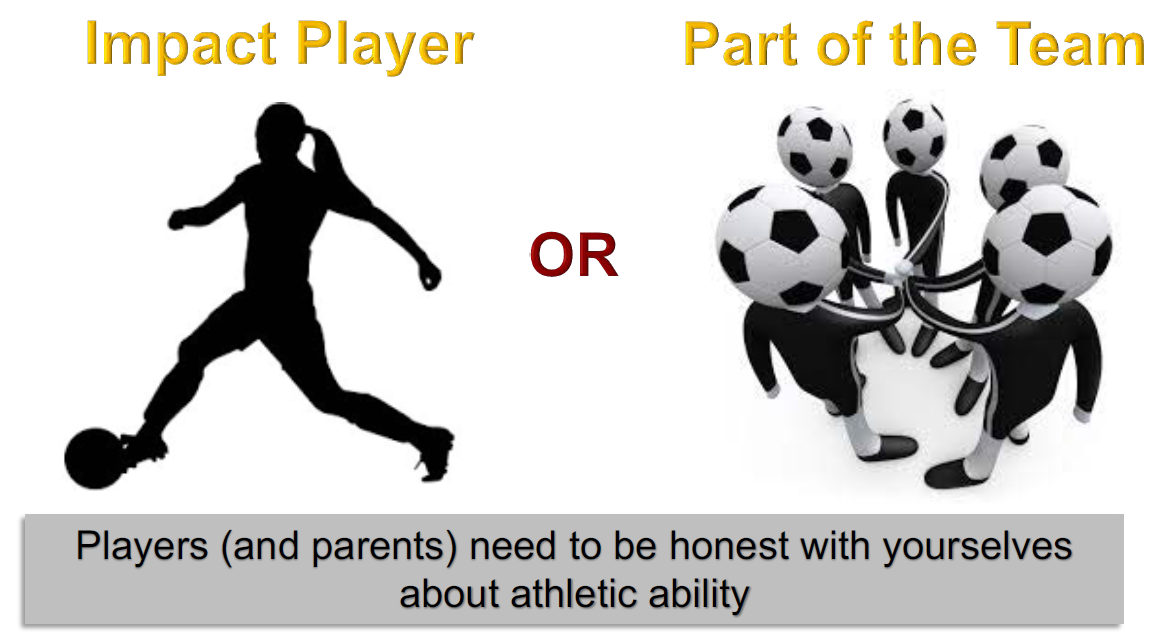 Impact Player
Part of the Team
OR
Players (and parents) need to be honest with yourselves
about athletic ability